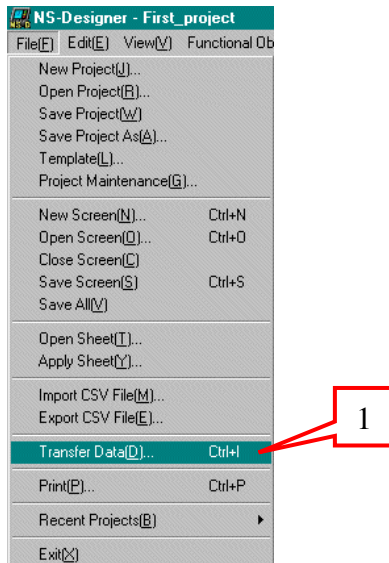 NS-Designer - First_project
File(F) Edit(E) View(V) Functional Ob
New Project(J)...
Open Project(R)...
Save Project(W)
Save Project As(A)...
Template(L)...
Project Maintenance(G)...
New Screen(N)... Ctrl+N
Open Screen(O)... Ctrl+O
Close Screen(C)
Save Screen(S) Ctrl+S
Save All(V)
Open Sheet(T)...
Apply Sheet(Y)...
Import CSV File(M)...
Export CSV File(E)...
Transfer Data(D)... Ctrl+I
1
Print(P)... Ctrl+P
Recent Projects(B)
Exit(X)